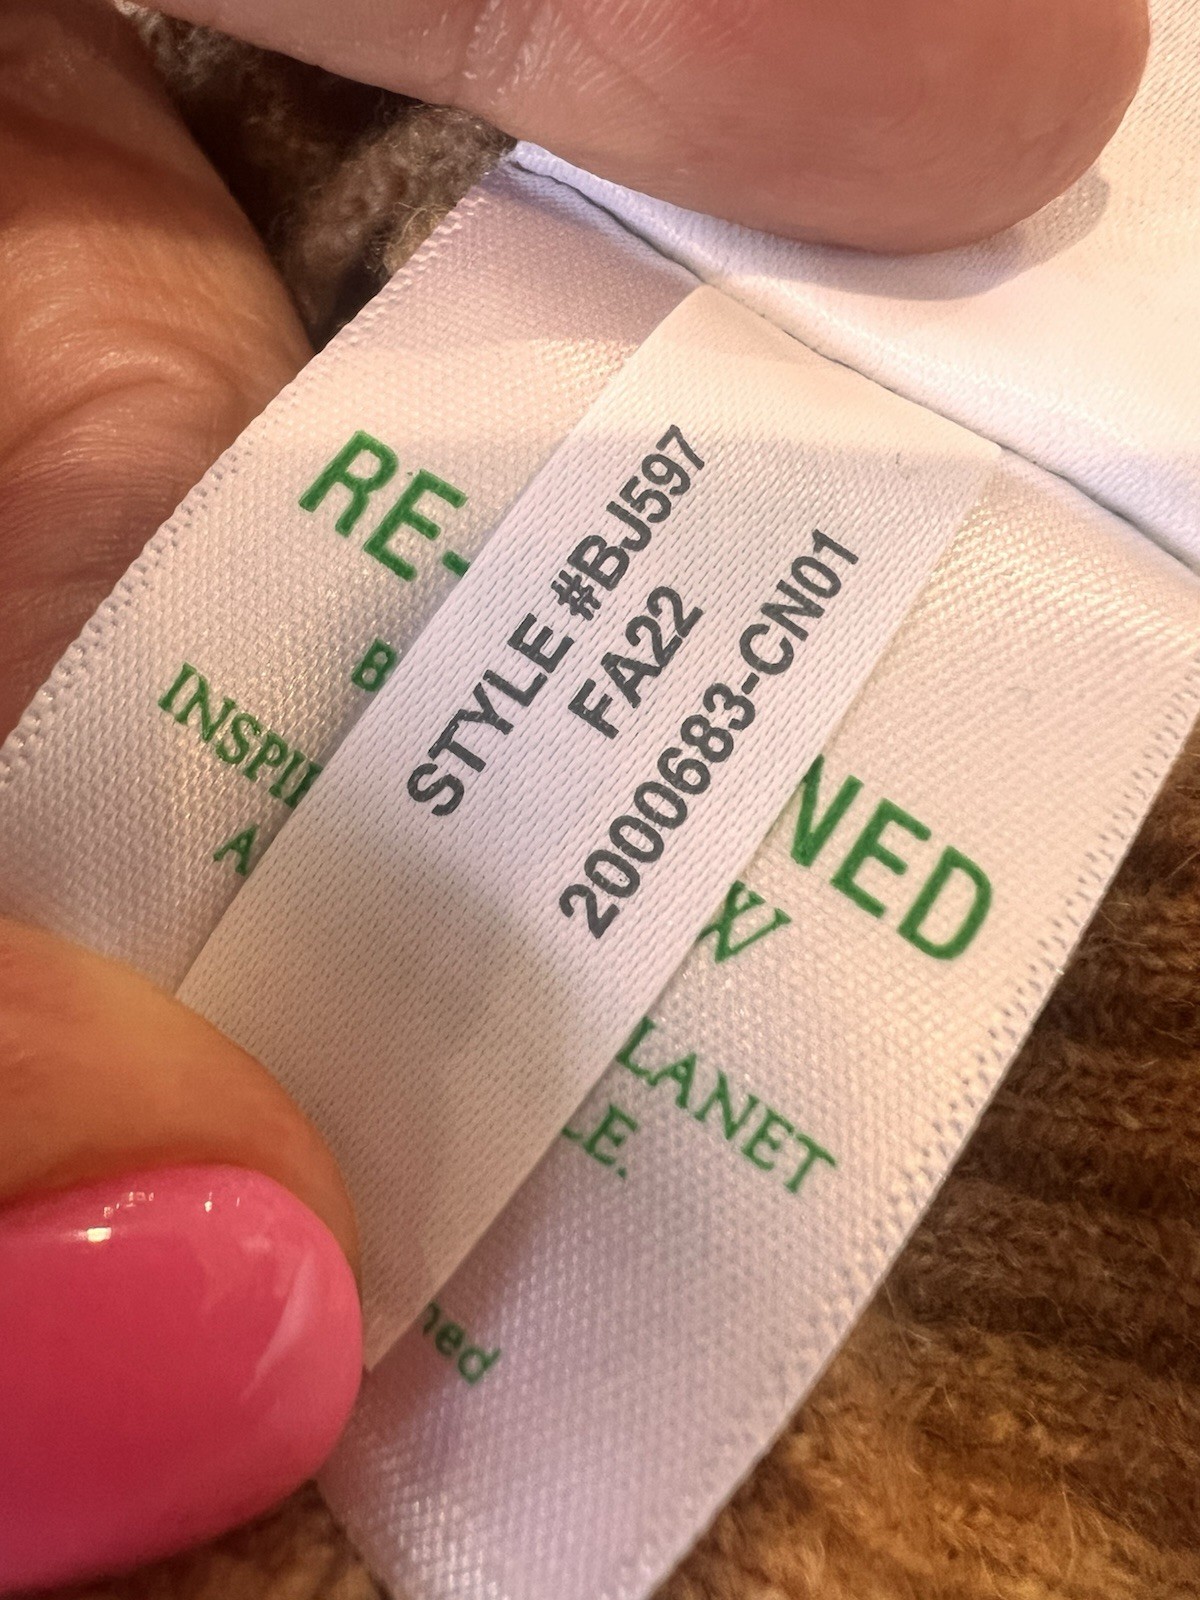 STYLE #BJ597
FA22
2000683-CN01
RE-
NED
B
W
INSPI
LANET
A
LE.
ned